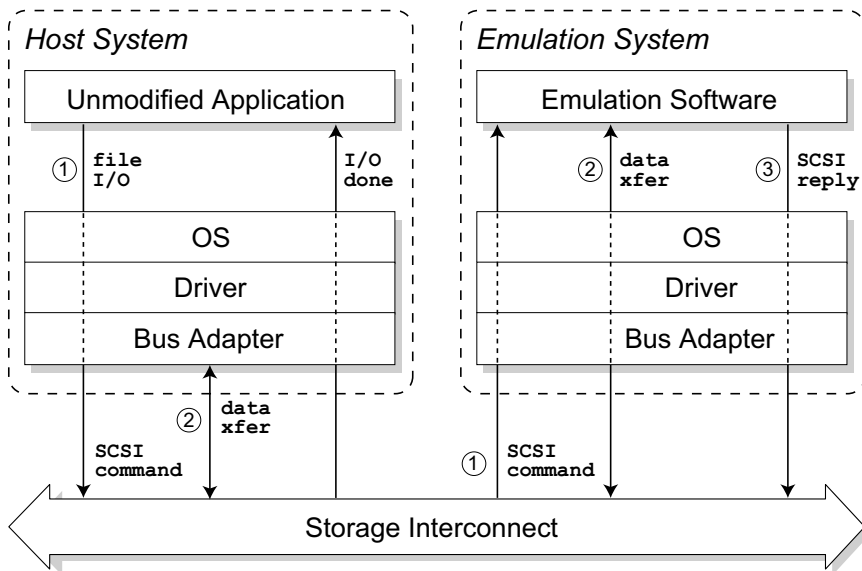 Host System
Unmodified Application
① file
I/O
I/O
done
OS
Driver
Bus Adapter
② data
xfer
SCSI
command
Emulation System
Emulation Software
② data
xfer
③ SCSI
reply
OS
Driver
Bus Adapter
① SCSI
command
Storage Interconnect